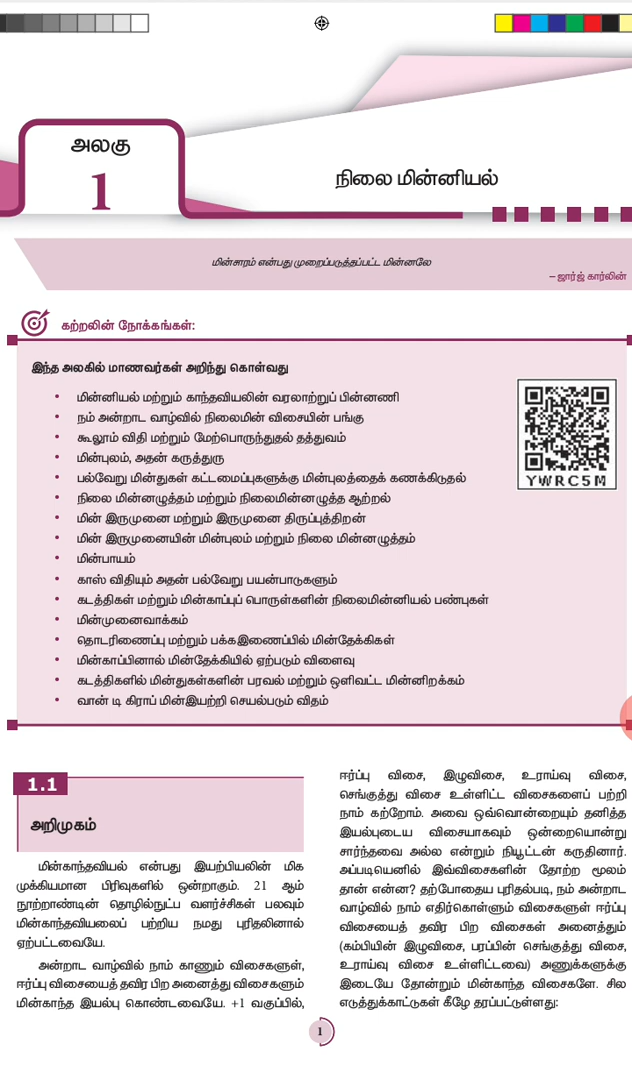 அலகு
1
நிலை மின்னியல்
மின்சாரம் என்பது முறைப்படுத்தப்பட்ட மின்னலே
– ஜார்ஜ் கார்லின்
கற்றலின் நோக்கங்கள்:
இந்த அலகில் மாணவர்கள் அறிந்து கொள்வது
• மின்னியல் மற்றும் காந்தவியலின் வரலாற்றுப் பின்னணி
• நம் அன்றாட வாழ்வில் நிலைமின் விசையின் பங்கு
• கூலூம் விதி மற்றும் மேற்பொருந்துதல் தத்துவம்
• மின்புலம், அதன் கருத்துரு
• பல்வேறு மின்துகள் கட்டமைப்புகளுக்கு மின்புலத்தைக் கணக்கிடுதல்
• நிலை மின்னழுத்தம் மற்றும் நிலைமின்னழுத்த ஆற்றல்
• மின் இருமுனை மற்றும் இருமுனை திருப்புத்திறன்
• மின் இருமுனையின் மின்புலம் மற்றும் நிலை மின்னழுத்தம்
• மின்பாயம்
• காஸ் விதியும் அதன் பல்வேறு பயன்பாடுகளும்
• கடத்திகள் மற்றும் மின்காப்புப் பொருள்களின் நிலைமின்னியல் பண்புகள்
• மின்முனைவாக்கம்
• தொடரிணைப்பு மற்றும் பக்கஇணைப்பில் மின்தேக்கிகள்
• மின்காப்பினால் மின்தேக்கியில் ஏற்படும் விளைவு
• கடத்திகளில் மின்துகள்களின் பரவல் மற்றும் ஒளிவட்ட மின்னிறக்கம்
• வான் டி கிராப் மின்இயற்றி செயல்படும் விதம்
YWRC5M
1.1
அறிமுகம்
மின்காந்தவியல் என்பது இயற்பியலின் மிக
முக்கியமான பிரிவுகளில் ஒன்றாகும். 21 ஆம்
நூற்றாண்டின் தொழில்நுட்ப வளர்ச்சிகள் பலவும்
மின்காந்தவியலைப் பற்றிய நமது புரிதலினால்
ஏற்பட்டவையே.
அன்றாட வாழ்வில் நாம் காணும் விசைகளுள்,
ஈர்ப்பு விசையைத் தவிர பிற அனைத்து விசைகளும்
மின்காந்த இயல்பு கொண்டவையே. +1 வகுப்பில்,
ஈர்ப்பு விசை, இழுவிசை, உராய்வு விசை,
செங்குத்து விசை உள்ளிட்ட விசைகளைப் பற்றி
நாம் கற்றோம். அவை ஒவ்வொன்றையும் தனித்த
இயல்புடைய விசையாகவும் ஒன்றையொன்று
சார்ந்தவை அல்ல என்றும் நியூட்டன் கருதினார்.
அப்படியெனில் இவ்விசைகளின் தோற்ற மூலம்
தான் என்ன? தற்போதைய புரிதல்படி, நம் அன்றாட
வாழ்வில் நாம் எதிர்கொள்ளும் விசைகளுள் ஈர்ப்பு
விசையைத் தவிர பிற விசைகள் அனைத்தும்
(கம்பியின் இழுவிசை, பரப்பின் செங்குத்து விசை,
உராய்வு விசை உள்ளிட்டவை) அணுக்களுக்கு
இடையே தோன்றும் மின்காந்த விசைகளே. சில
எடுத்துக்காட்டுகள் கீழே தரப்பட்டுள்ளது:
1